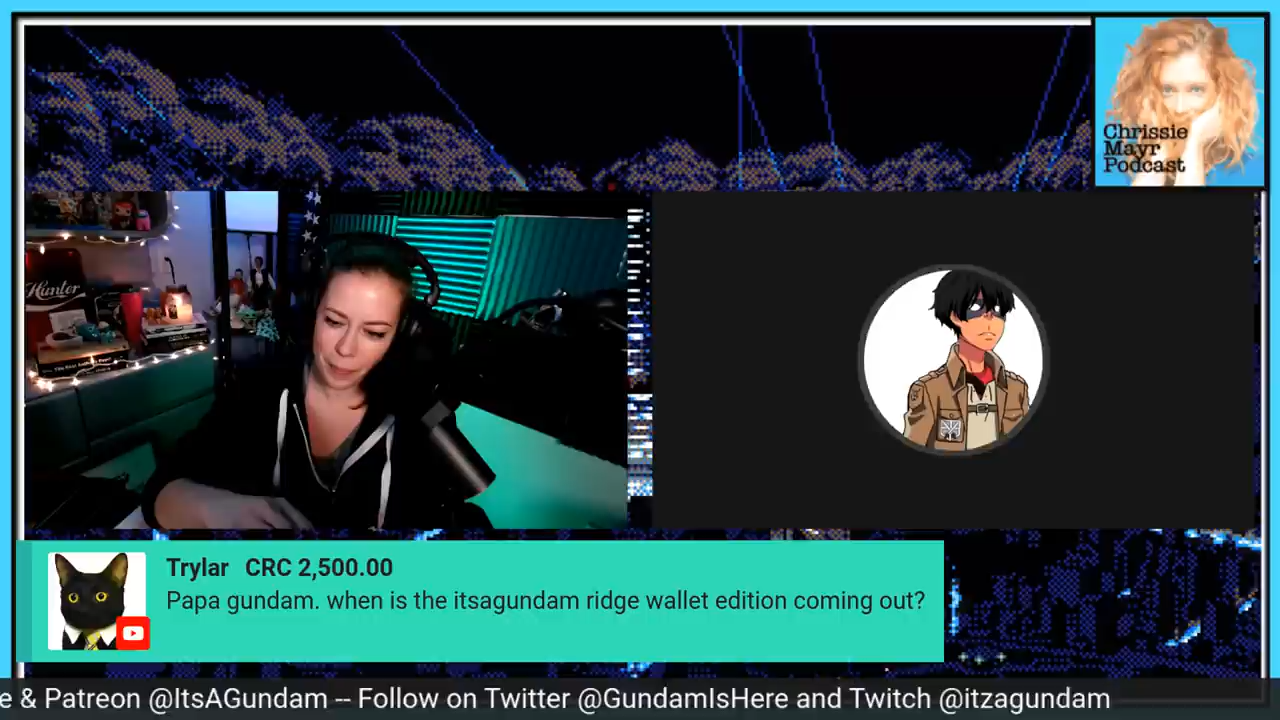 Chrissie
Mayr
Podcast
Hunter
Trylar CRC 2,500.00
Papa gundam. when is the itsagundam ridge wallet edition coming out?
e & Patreon @ItsAGundam -- Follow on Twitter @GundamIsHere and Twitch @itzagundam